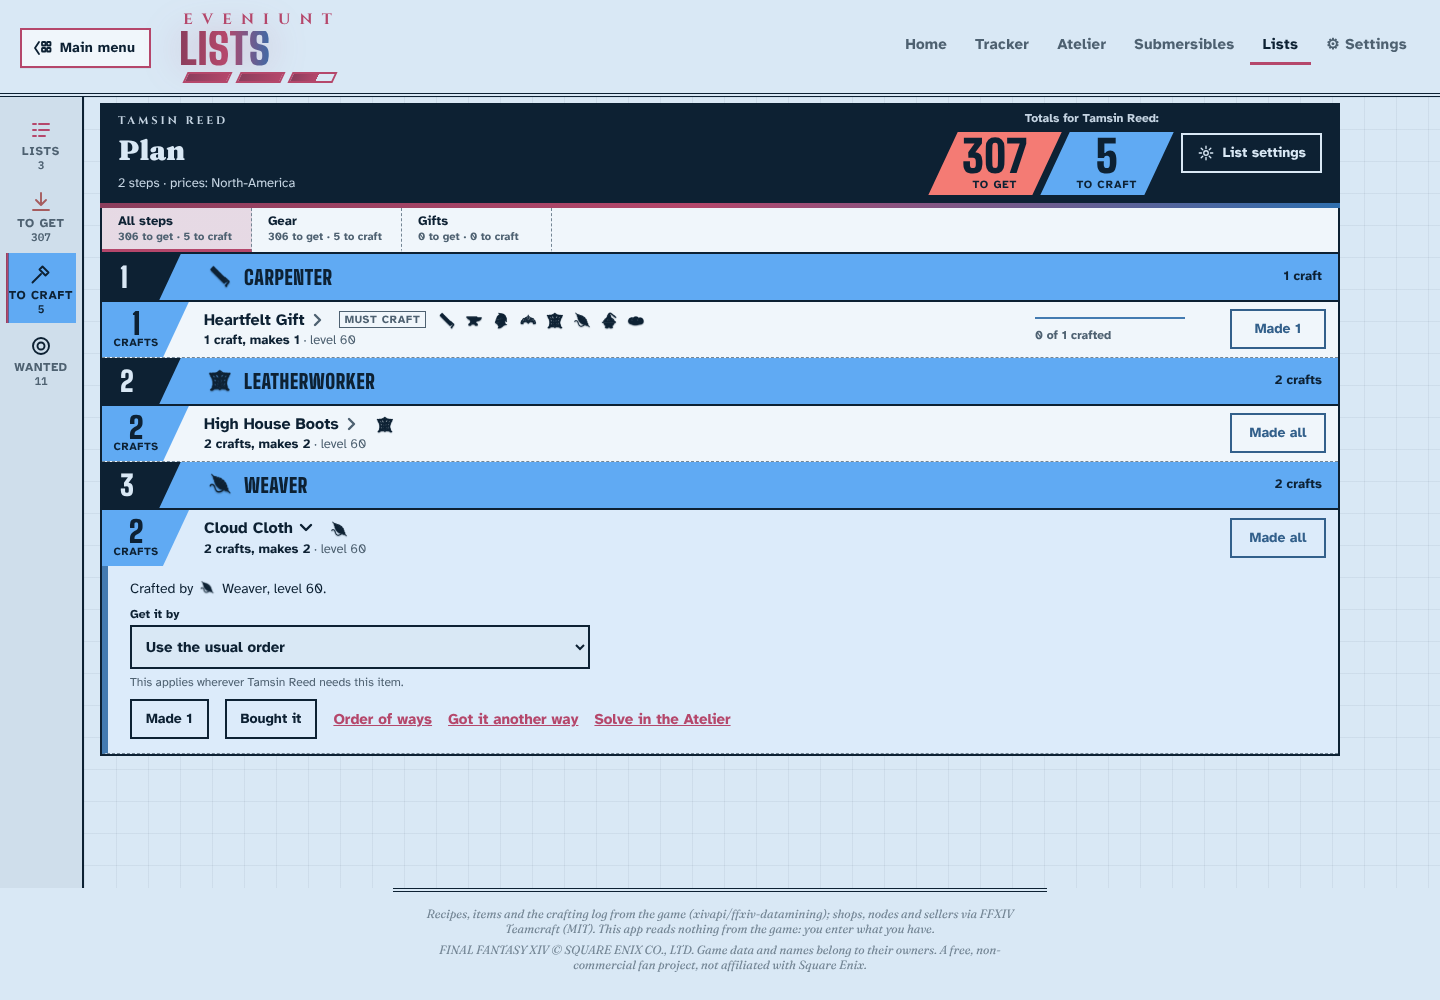 Main menu
EVENIUNT
LISTS
Home
Tracker
Atelier
Submersibles
Lists
Settings
LISTS
3
TO GET
307
TO CRAFT
5
WANTED
11
TAMSIN REED
Plan
2 steps · prices: North-America
Totals for Tamsin Reed:
307
TO GET
5
TO CRAFT
List settings
All steps
306 to get · 5 to craft
Gear
306 to get · 5 to craft
Gifts
0 to get · 0 to craft
1
CARPENTER
1 craft
1
CRAFTS
Heartfelt Gift
MUST CRAFT
1 craft, makes 1 · level 60
0 of 1 crafted
Made 1
2
LEATHERWORKER
2 crafts
2
CRAFTS
High House Boots
2 crafts, makes 2 · level 60
Made all
3
WEAVER
2 crafts
2
CRAFTS
Cloud Cloth
2 crafts, makes 2 · level 60
Made all
Crafted by Weaver, level 60.
Get it by
Use the usual order
This applies wherever Tamsin Reed needs this item.
Made 1
Bought it
Order of ways
Got it another way
Solve in the Atelier
Recipes, items and the crafting log from the game (xivapi/ffxiv-datamining); shops, nodes and sellers via FFXIV
Teamcraft (MIT). This app reads nothing from the game: you enter what you have.
FINAL FANTASY XIV © SQUARE ENIX CO., LTD. Game data and names belong to their owners. A free, non-
commercial fan project, not affiliated with Square Enix.